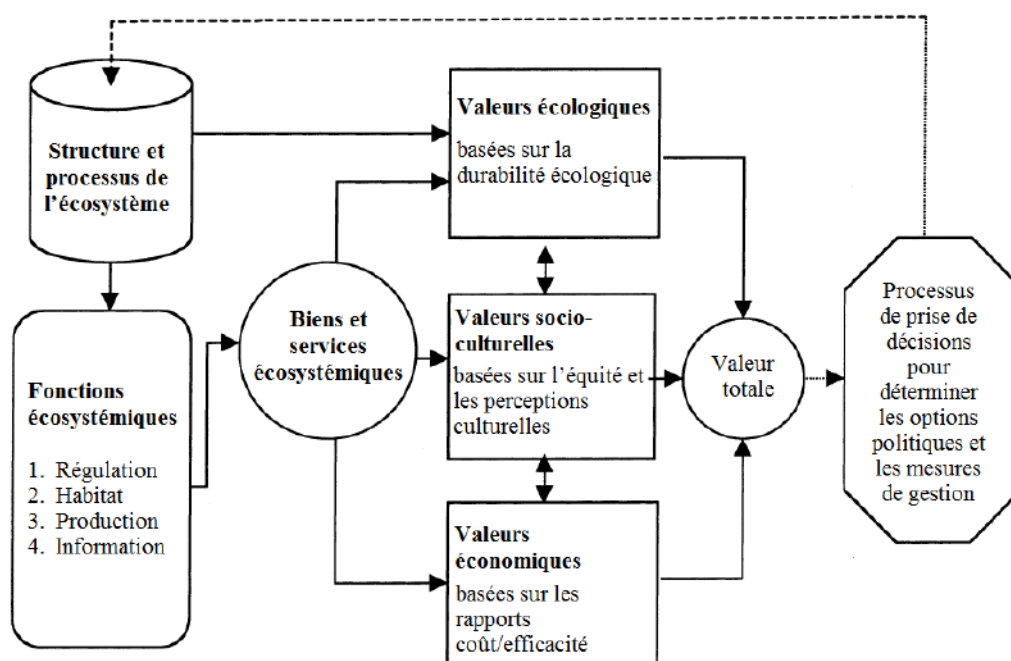 Structure et
processus de
l'écosystème
Fonctions
écosystémiques
1. Régulation
2. Habitat
3. Production
4. Information
Biens et
services
écosystémiques
Valeurs écologiques
basées sur la
durabilité écologique
Valeurs socio-
culturelles
basées sur l'équité et
les perceptions
culturelles
Valeurs
économiques
basées sur les
rapports
coût/efficacité
Valeur
totale
Processus
de prise de
décisions
pour
déterminer
les options
politiques et
les mesures
de gestion